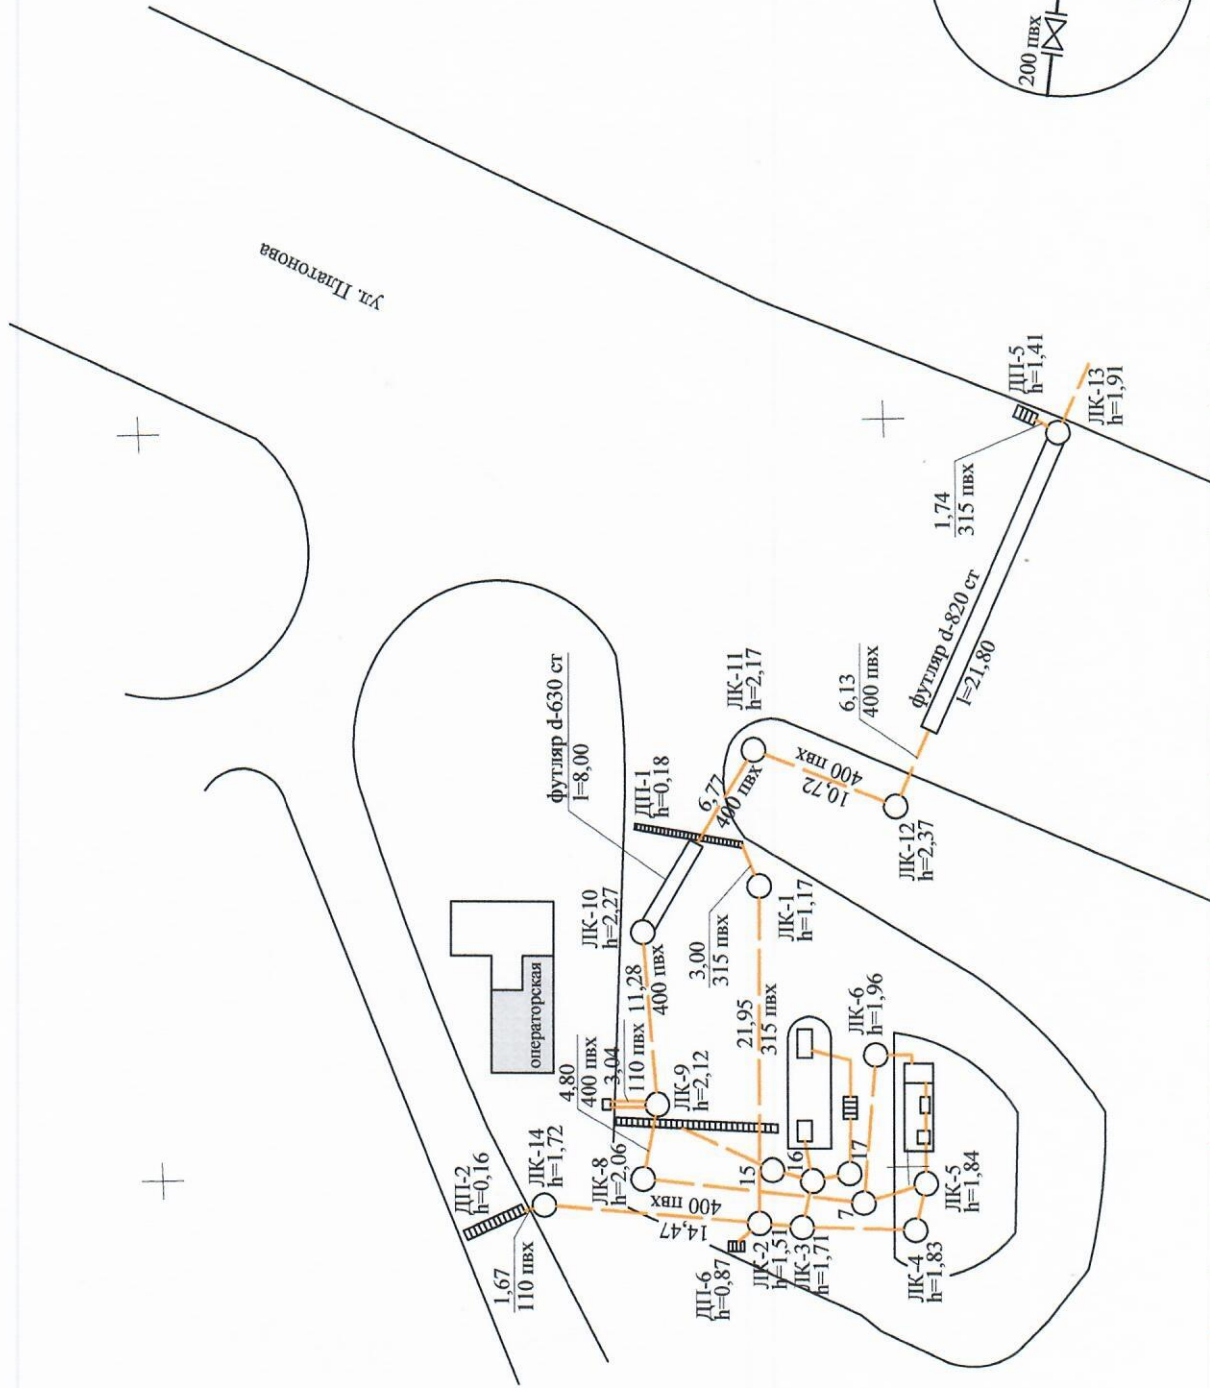 200 пвх
ул. Платонова
ДП-5
h=1,41
ЛК-13
h=1,91
1,74
315 пвх
футляр d-820 ст
l=21,80
6,13
400 пвх
ЛК-11
h=2,17
футляр d-630 ст
l=8,00
ДП-1
h=0,18
6,77
400 пвх
10,72
400 пвх
ЛК-12
h=2,37
ЛК-10
h=2,27
3,00
315 пвх
ЛК-1
h=1,17
операторская
11,28
400 пвх
21,95
315 пвх
ЛК-6
h=1,96
4,80
400 пвх
3,04
110 пвх
ЛК-9
h=2,12
ДП-2
h=0,16
ЛК-14
h=1,72
ЛК-8
h=2,06
15
16
17
7
ЛК-5
h=1,84
1,67
110 пвх
14,47
400 пвх
ДП-6
h=0,87
ЛК-2
h=1,51
ЛК-3
h=1,71
ЛК-4
h=1,83